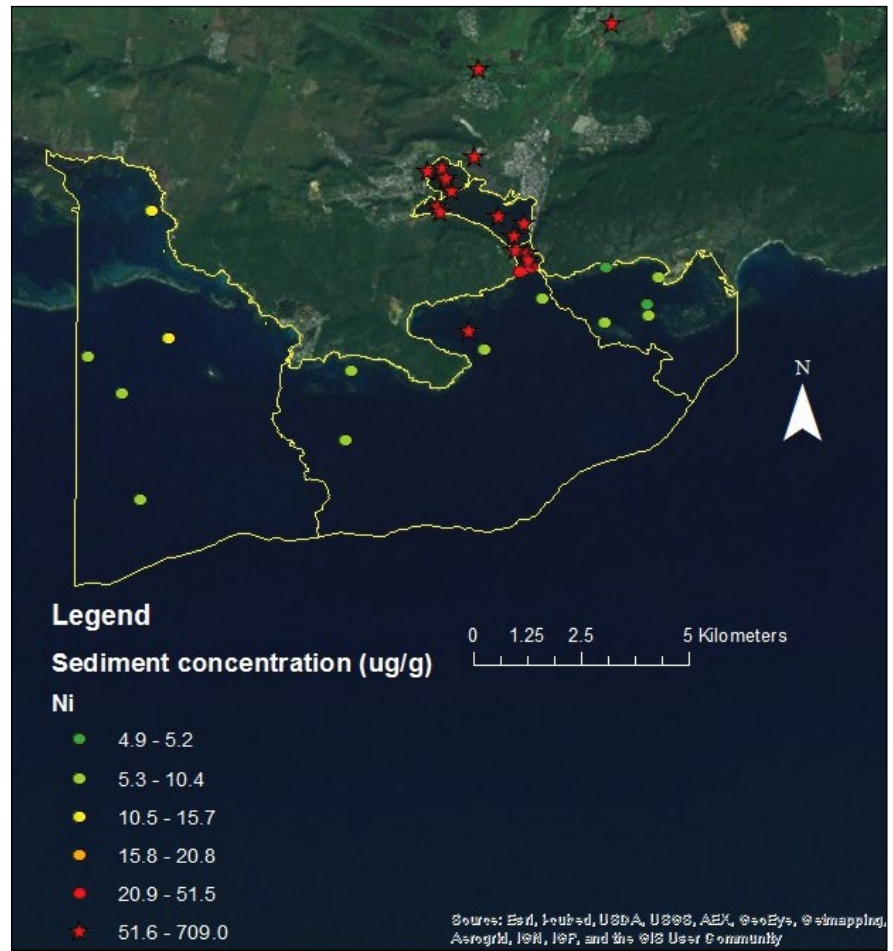 N
Legend
0 1.25 2.5 5 Kilometers
Sediment concentration (ug/g)
Ni
4.9 - 5.2
5.3 - 10.4
10.5 - 15.7
15.8 - 20.8
20.9 - 51.5
51.6 - 709.0
Source: Esri, i-cubed, USDA, USGS, AEX, GeoEye, Getmapping,
Aerogrid, IGN, IGP, and the GIS User Community